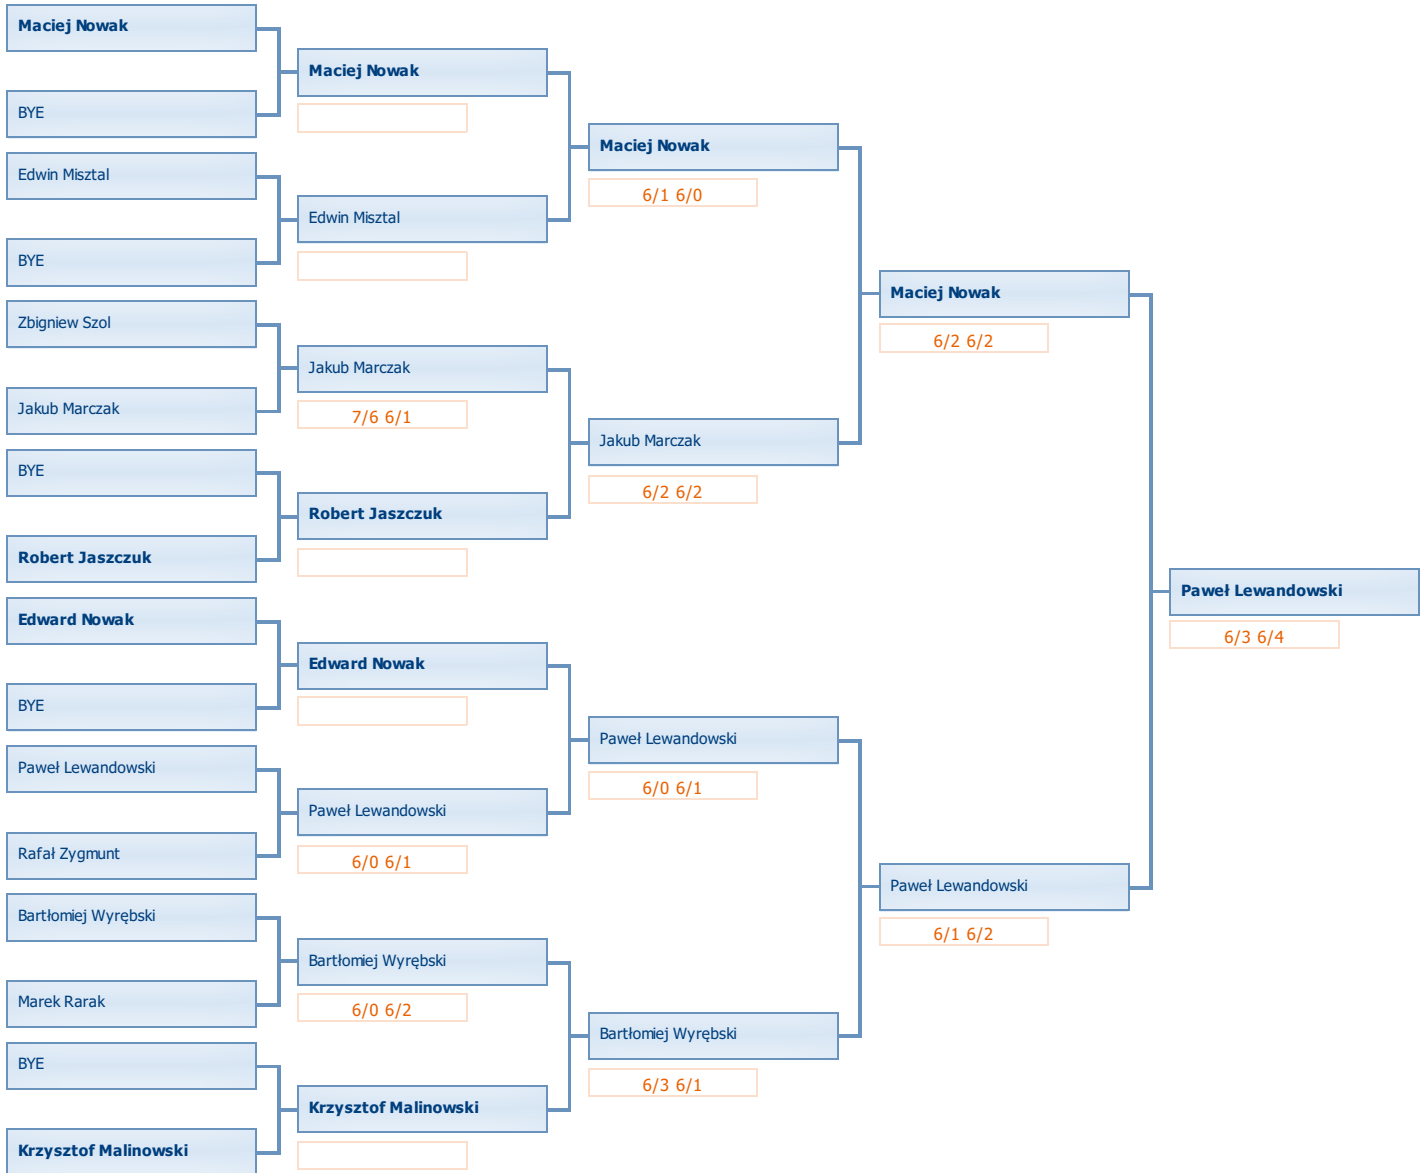 Maciej Nowak
BYE
Edwin Misztal
BYE
Zbigniew Szol
Jakub Marczak
BYE
Robert Jaszczuk
Edward Nowak
BYE
Paweł Lewandowski
Rafał Zygmunt
Bartłomiej Wyrębski
Marek Rarak
BYE
Krzysztof Malinowski
Maciej Nowak
Edwin Misztal
Jakub Marczak
7/6 6/1
Robert Jaszczuk
Edward Nowak
Paweł Lewandowski
6/0 6/1
Bartłomiej Wyrębski
6/0 6/2
Krzysztof Malinowski
Maciej Nowak
6/1 6/0
Jakub Marczak
6/2 6/2
Paweł Lewandowski
6/0 6/1
Bartłomiej Wyrębski
6/3 6/1
Maciej Nowak
6/2 6/2
Paweł Lewandowski
6/1 6/2
Paweł Lewandowski
6/3 6/4